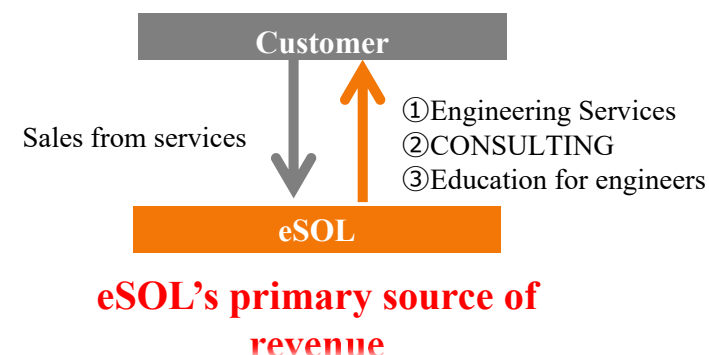 Customer
Sales from services
①Engineering Services
②CONSULTING
③Education for engineers
eSOL
eSOL’s primary source of
revenue